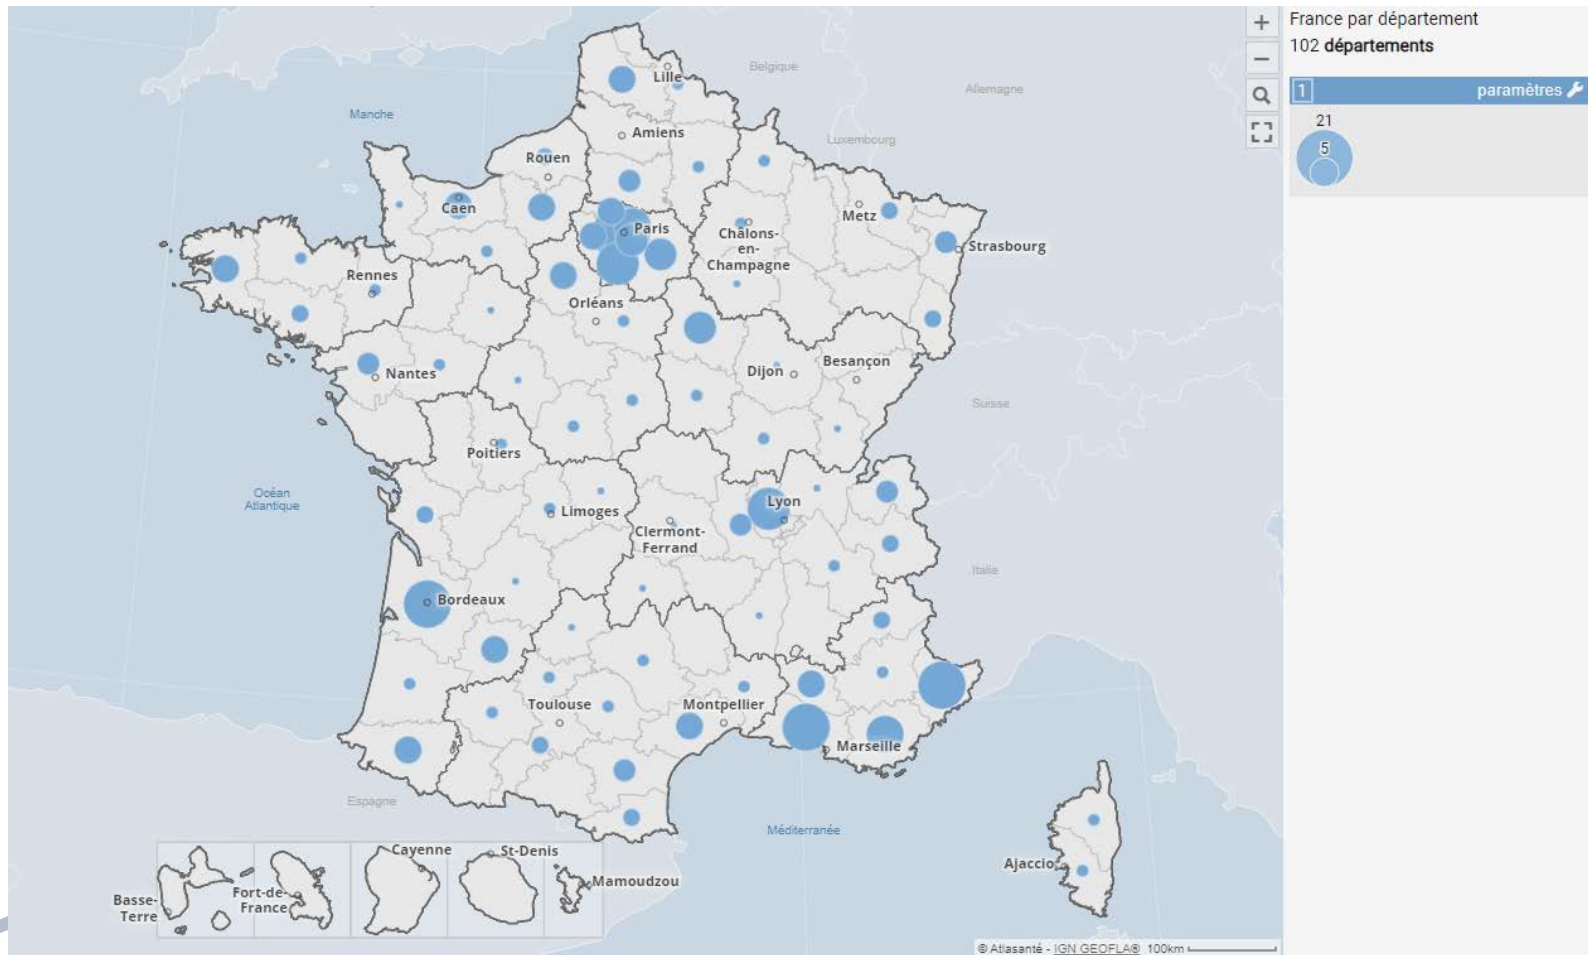 Lille
Belgique
Allemagne
Manche
Amiens
Luxembourg
Rouen
Caen
Paris
Metz
Châlons-
en-
Champagne
Strasbourg
Rennes
Orléans
Nantes
Dijon
Besançon
Suisse
Poitiers
Océan
Atlantique
Limoges
Lyon
Clermont-
Ferrand
Italie
Bordeaux
Toulouse
Montpellier
Marseille
Espagne
Méditerranée
Ajaccio
Basse-
Terre
Fort-de-
France
Cayenne
St-Denis
Mamoudzou
© Atlasanté - IGN GEOFLA® 100km
+
−
France par département
102 départements
1 paramètres
21
5